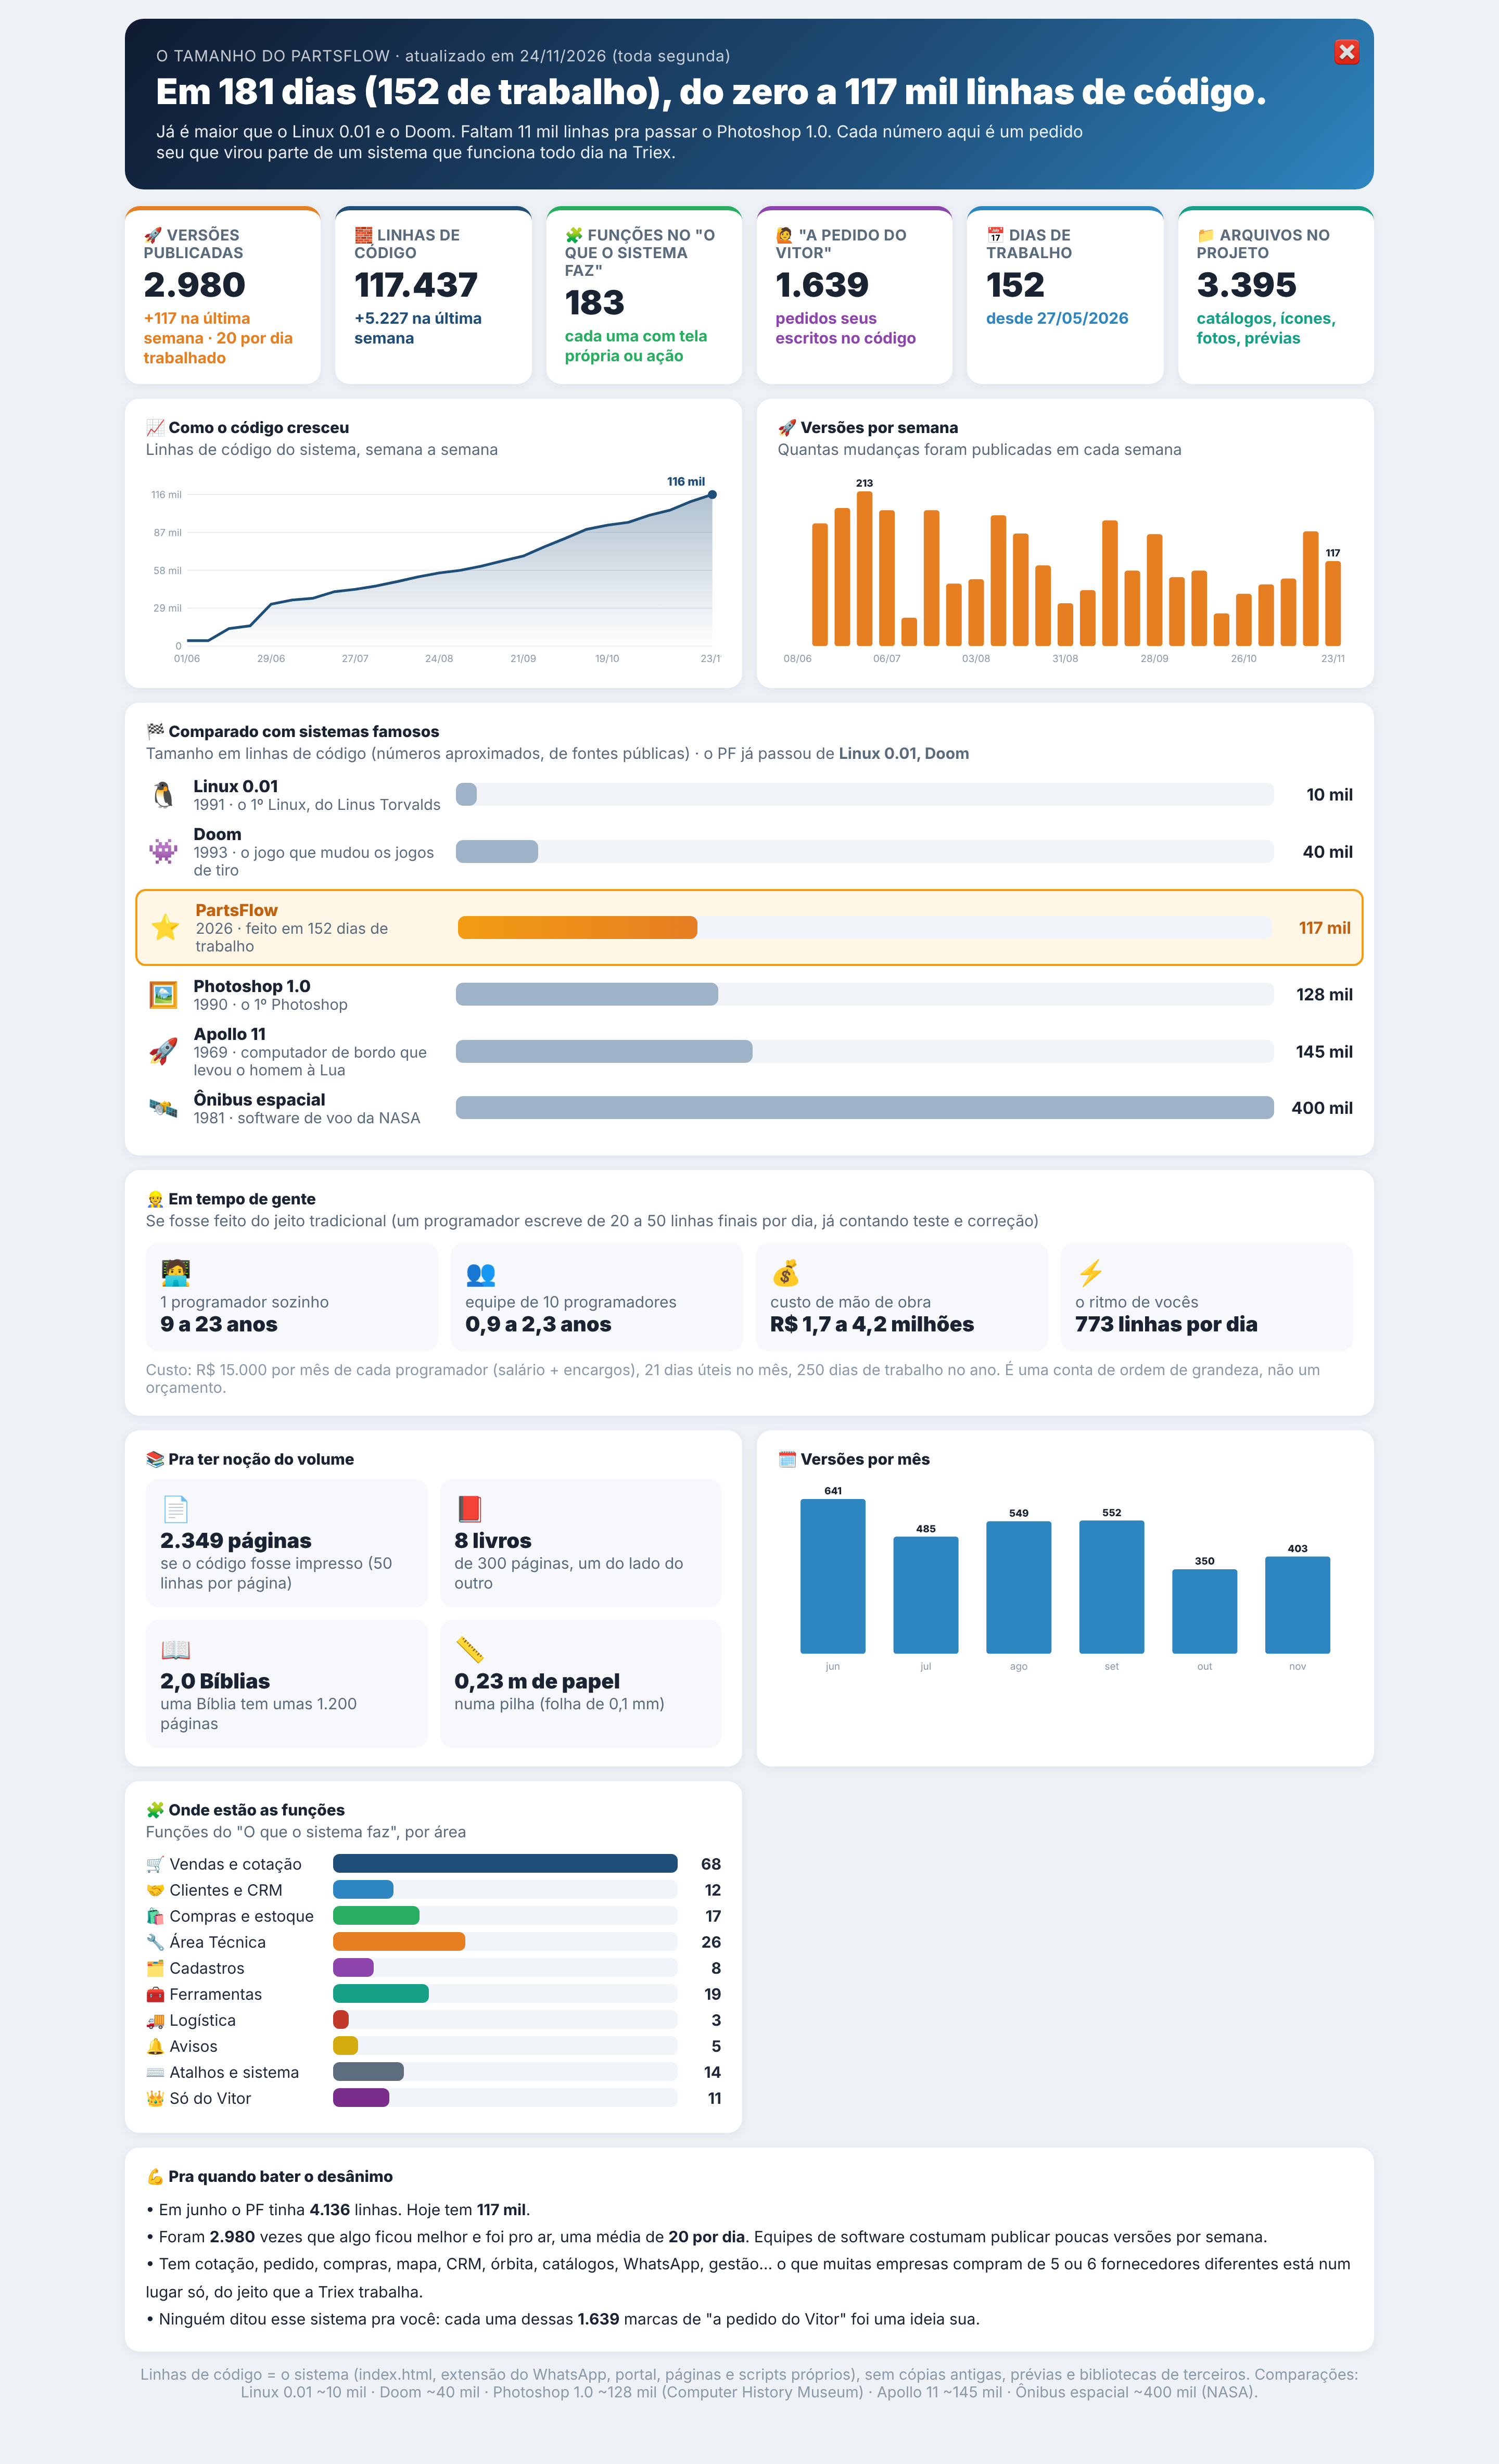 O TAMANHO DO PARTSFLOW · atualizado em 24/11/2026 (toda segunda)
Em 181 dias (152 de trabalho), do zero a 117 mil linhas de código.
Já é maior que o Linux 0.01 e o Doom. Faltam 11 mil linhas pra passar o Photoshop 1.0. Cada número aqui é um pedido
seu que virou parte de um sistema que funciona todo dia na Triex.
VERSÕES
PUBLICADAS
2.980
+117 na última
semana · 20 por dia
trabalhado
LINHAS DE
CÓDIGO
117.437
+5.227 na última
semana
FUNÇÕES NO "O
QUE O SISTEMA
FAZ"
183
cada uma com tela
própria ou ação
"A PEDIDO DO
VITOR"
1.639
pedidos seus
escritos no código
DIAS DE
TRABALHO
152
desde 27/05/2026
ARQUIVOS NO
PROJETO
3.395
catálogos, ícones,
fotos, prévias
Como o código cresceu
Linhas de código do sistema, semana a semana
116 mil
116 mil
87 mil
58 mil
29 mil
0
01/06 29/06 27/07 24/08 21/09 19/10 23/1
Versões por semana
Quantas mudanças foram publicadas em cada semana
213
117
08/06 06/07 03/08 31/08 28/09 26/10 23/11
Comparado com sistemas famosos
Tamanho em linhas de código (números aproximados, de fontes públicas) · o PF já passou de Linux 0.01, Doom
Linux 0.01
1991 · o 1º Linux, do Linus Torvalds
10 mil
Doom
1993 · o jogo que mudou os jogos
de tiro
40 mil
PartsFlow
2026 · feito em 152 dias de
trabalho
117 mil
Photoshop 1.0
1990 · o 1º Photoshop
128 mil
Apollo 11
1969 · computador de bordo que
levou o homem à Lua
145 mil
Ônibus espacial
1981 · software de voo da NASA
400 mil
Em tempo de gente
Se fosse feito do jeito tradicional (um programador escreve de 20 a 50 linhas finais por dia, já contando teste e correção)
1 programador sozinho
9 a 23 anos
equipe de 10 programadores
0,9 a 2,3 anos
custo de mão de obra
R$ 1,7 a 4,2 milhões
o ritmo de vocês
773 linhas por dia
Custo: R$ 15.000 por mês de cada programador (salário + encargos), 21 dias úteis no mês, 250 dias de trabalho no ano. É uma conta de ordem de grandeza, não um
orçamento.
Pra ter noção do volume
2.349 páginas
se o código fosse impresso (50
linhas por página)
8 livros
de 300 páginas, um do lado do
outro
2,0 Bíblias
uma Bíblia tem umas 1.200
páginas
0,23 m de papel
numa pilha (folha de 0,1 mm)
Versões por mês
641
485
549
552
350
403
jun jul ago set out nov
Onde estão as funções
Funções do "O que o sistema faz", por área
Vendas e cotação 68
Clientes e CRM 12
Compras e estoque 17
Área Técnica 26
Cadastros 8
Ferramentas 19
Logística 3
Avisos 5
Atalhos e sistema 14
Só do Vitor 11
Pra quando bater o desânimo
• Em junho o PF tinha 4.136 linhas. Hoje tem 117 mil.
• Foram 2.980 vezes que algo ficou melhor e foi pro ar, uma média de 20 por dia. Equipes de software costumam publicar poucas versões por semana.
• Tem cotação, pedido, compras, mapa, CRM, órbita, catálogos, WhatsApp, gestão... o que muitas empresas compram de 5 ou 6 fornecedores diferentes está num
lugar só, do jeito que a Triex trabalha.
• Ninguém ditou esse sistema pra você: cada uma dessas 1.639 marcas de "a pedido do Vitor" foi uma ideia sua.
Linhas de código = o sistema (index.html, extensão do WhatsApp, portal, páginas e scripts próprios), sem cópias antigas, prévias e bibliotecas de terceiros. Comparações:
Linux 0.01 ~10 mil · Doom ~40 mil · Photoshop 1.0 ~128 mil (Computer History Museum) · Apollo 11 ~145 mil · Ônibus espacial ~400 mil (NASA).